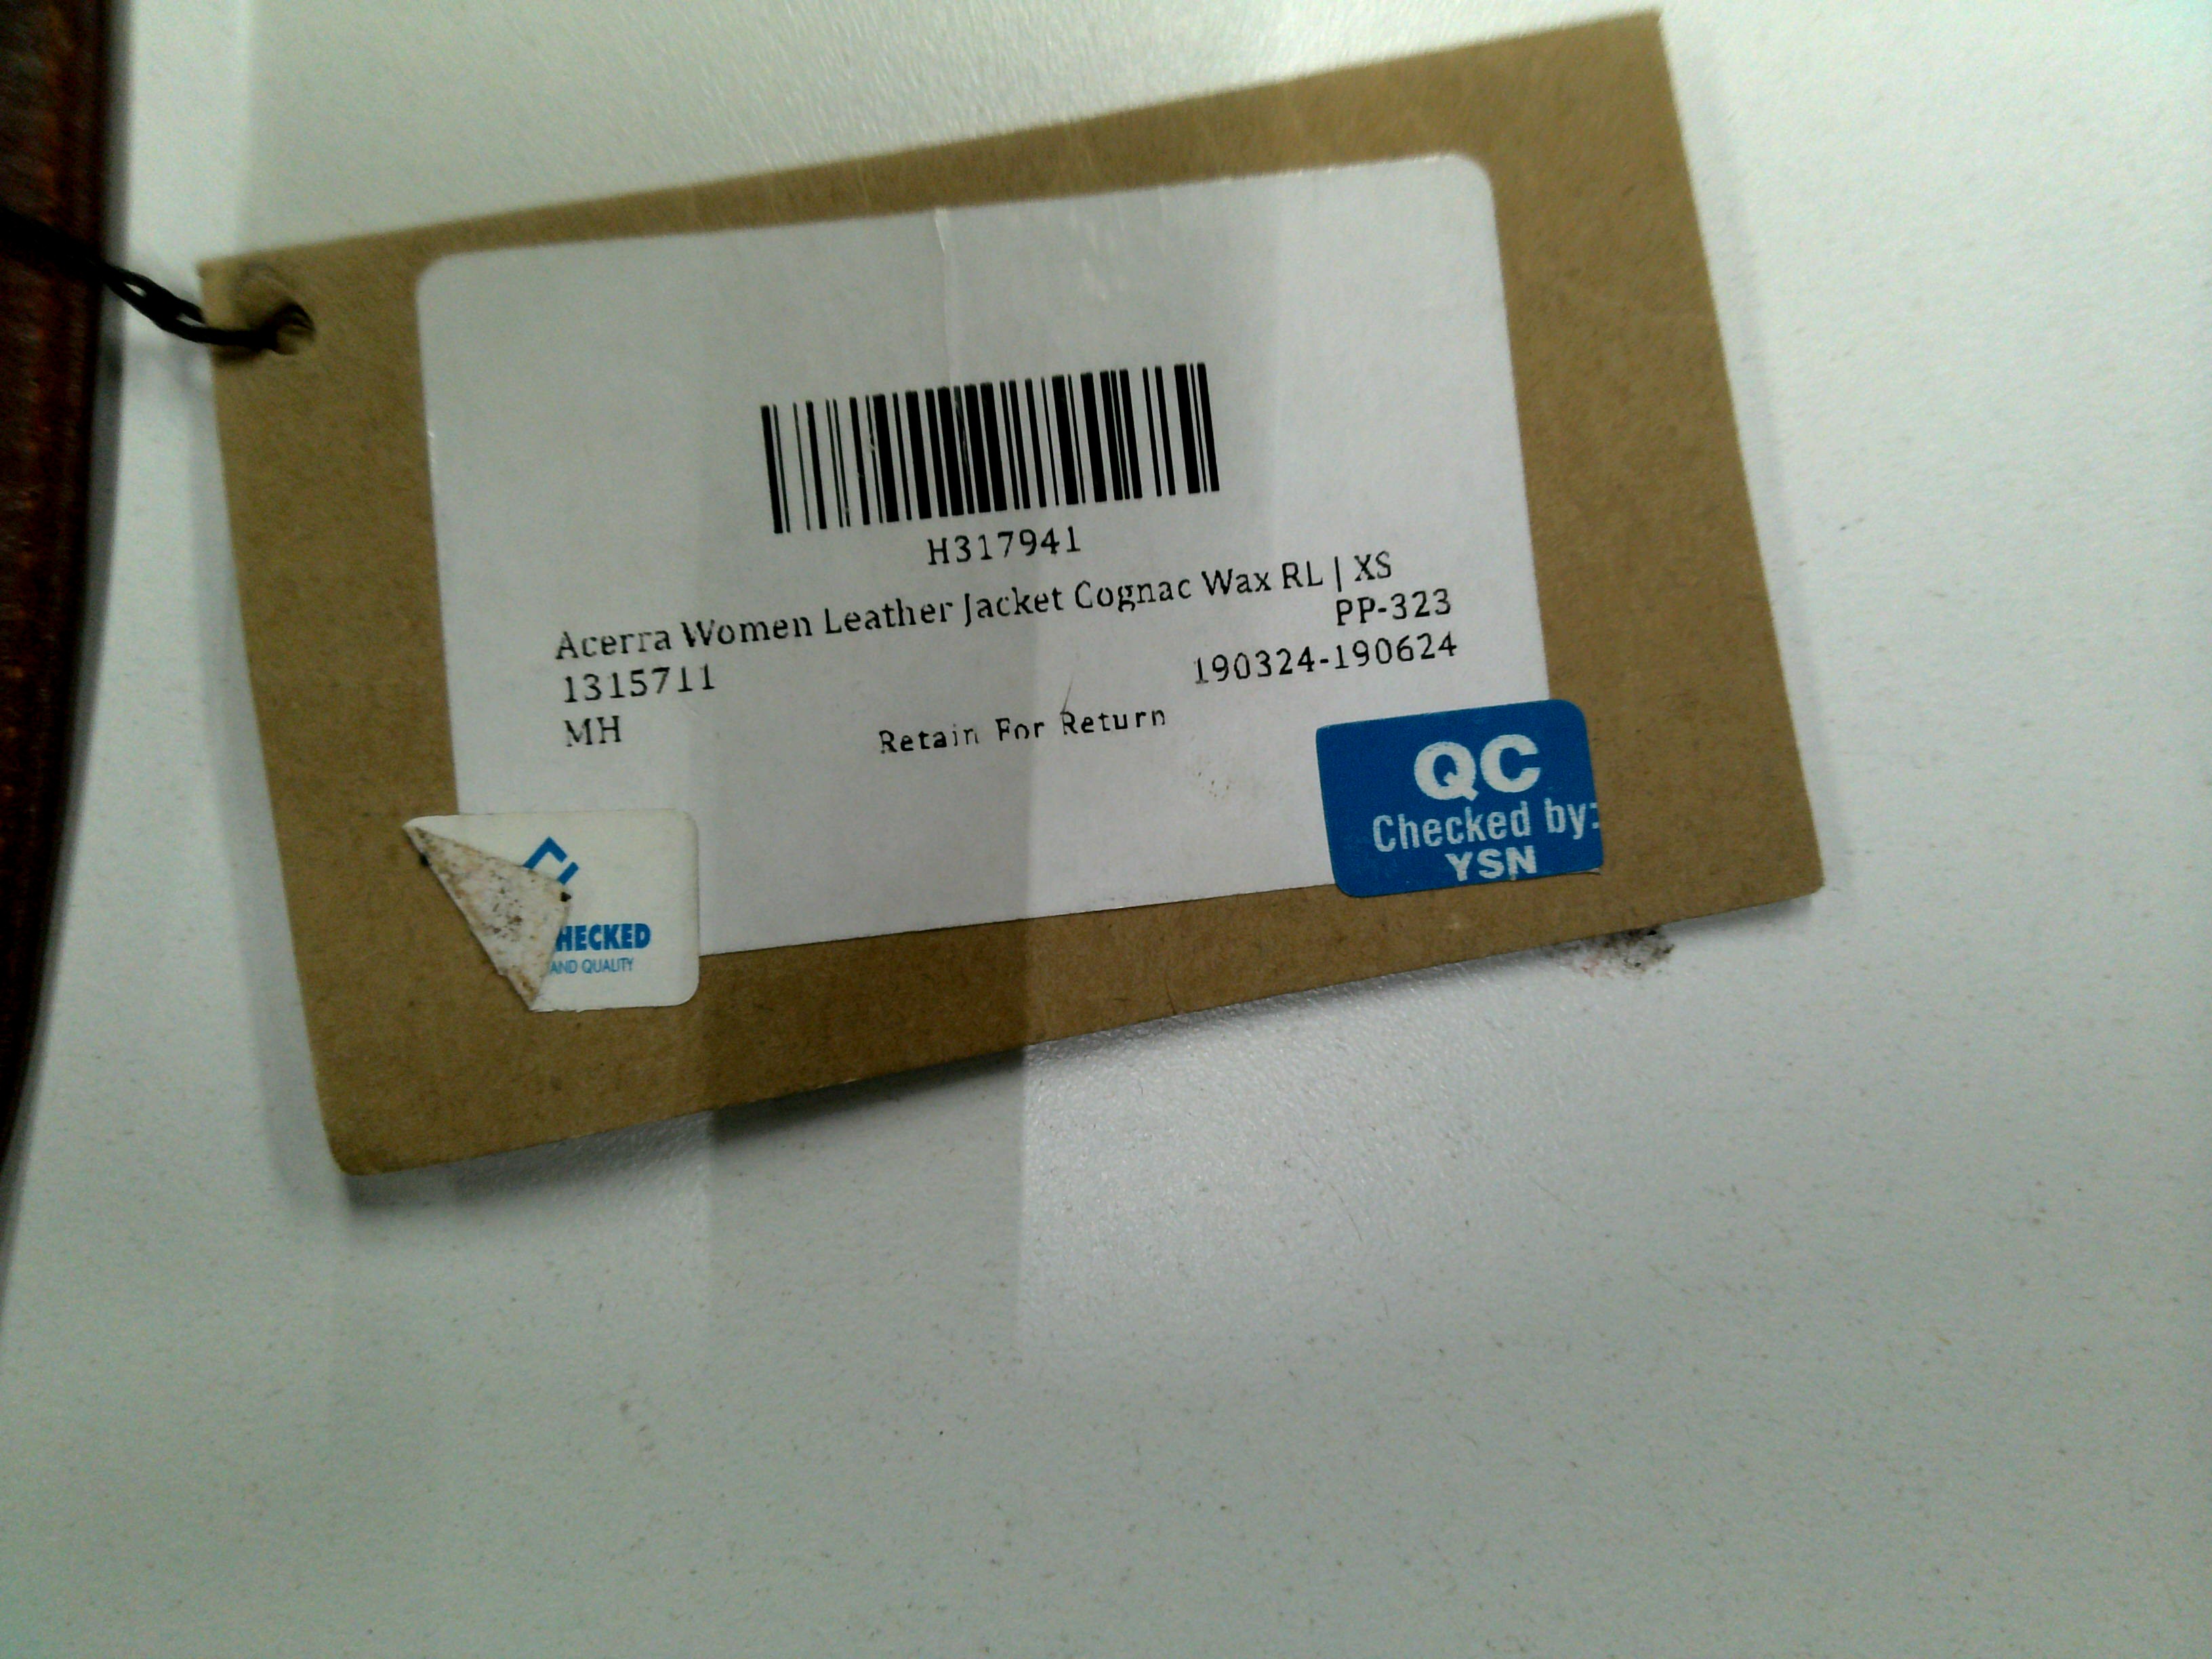 H317941
Acerra Women Leather Jacket Cognac Wax RL | XS
PP-323
1315711
190324-190624
MH
Retain For Return
QC
Checked by:
YSN
HECKED
AND QUALITY